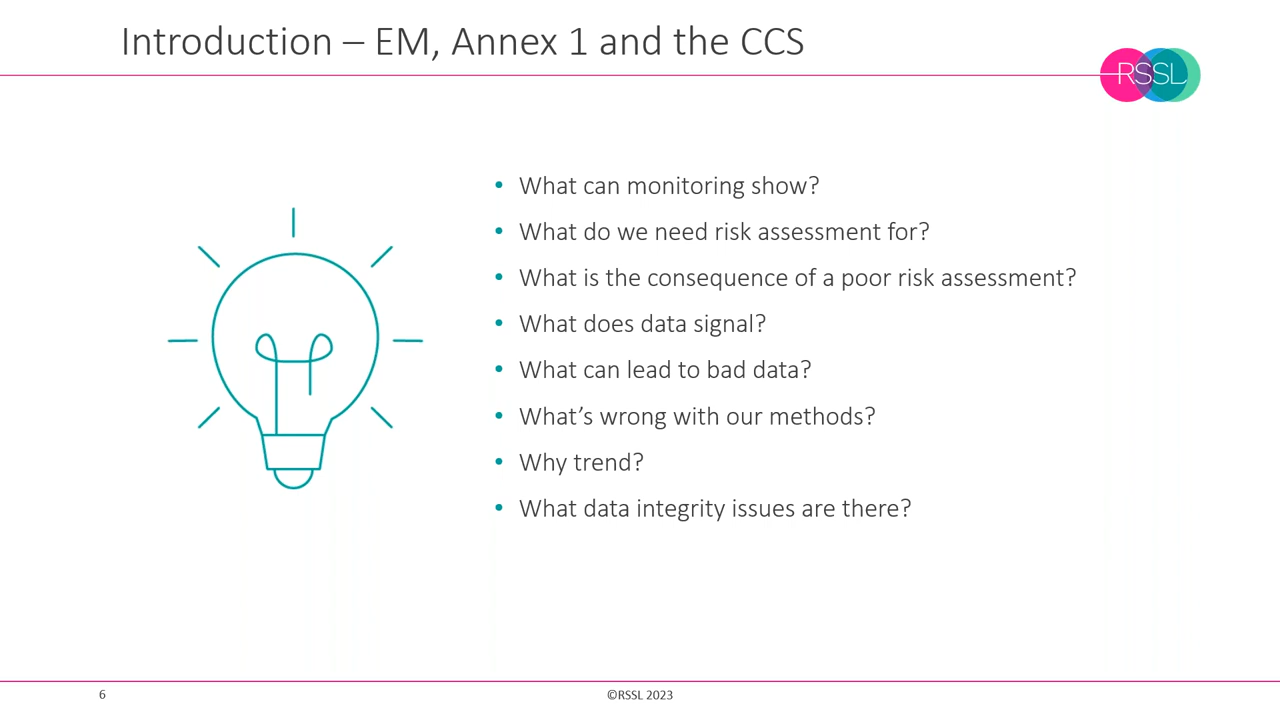 Introduction – EM, Annex 1 and the CCS
RSSL
• What can monitoring show?
• What do we need risk assessment for?
• What is the consequence of a poor risk assessment?
• What does data signal?
• What can lead to bad data?
• What’s wrong with our methods?
• Why trend?
• What data integrity issues are there?
6
©RSSL 2023